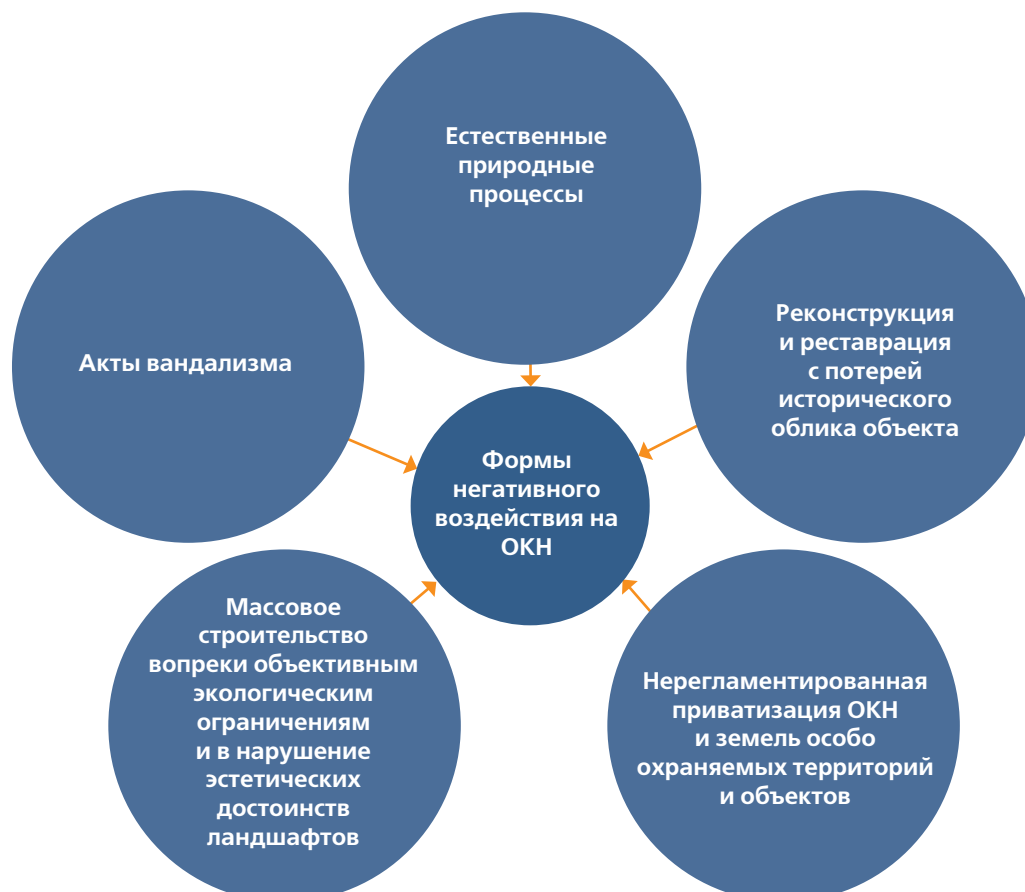 Естественные
природные
процессы
Акты вандализма
Реконструкция
и реставрация
с потерей
исторического
облика объекта
Формы
негативного
воздействия на
ОКН
Массовое
строительство
вопреки объективным
экологическим
ограничениям
и в нарушение
эстетических
достоинств
ландшафтов
Нерегламентированная
приватизация ОКН
и земель особо
охраняемых территорий
и объектов